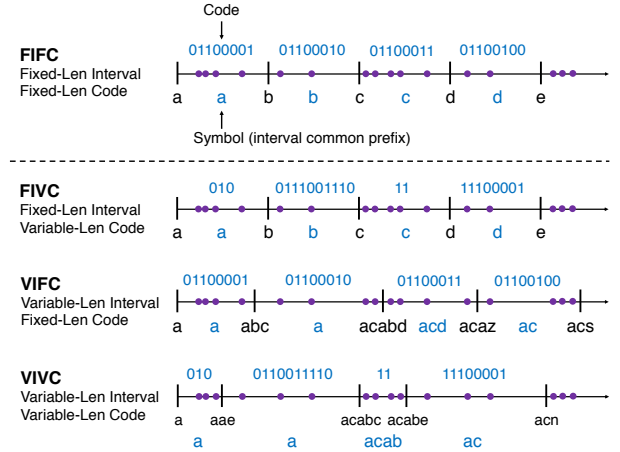 Code
01100001 01100010 01100011 01100100
FIFC
Fixed-Len Interval
Fixed-Len Code
a a b b c c d d e
Symbol (interval common prefix)
010 0111001110 11 11100001
FIVC
Fixed-Len Interval
Variable-Len Code
a a b b c c d d e
01100001 01100010 01100011 01100100
VIFC
Variable-Len Interval
Fixed-Len Code
a a abc a acabd acd acaz ac acs
010 0110011110 11 11100001
VIVC
Variable-Len Interval
Variable-Len Code
a aae acabc acabe acn
a a acab ac